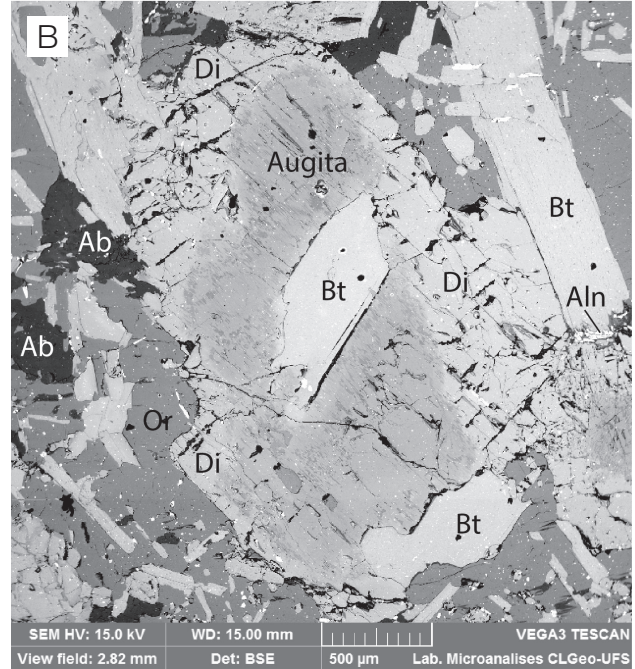 B
Di
Augita
Ab
Bt
Bt
Di
Aln
Ab
Or
Di
Bt
SEM HV: 15.0 kV WD: 15.00 mm VEGA3 TESCAN
View field: 2.82 mm Det: BSE 500 µm Lab. Microanalises CLGeo-UFS